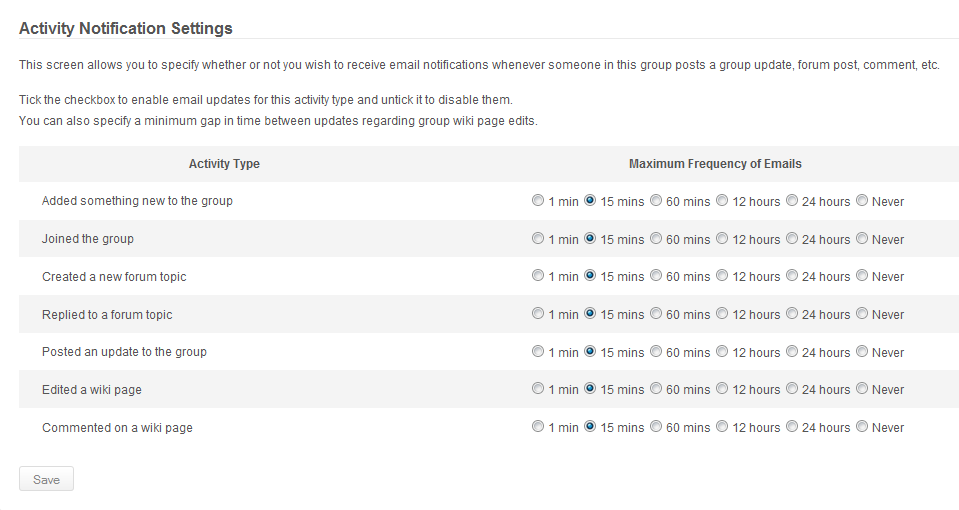 Activity Notification Settings
This screen allows you to specify whether or not you wish to receive email notifications whenever someone in this group posts a group update, forum post, comment, etc.
Tick the checkbox to enable email updates for this activity type and untick it to disable them.
You can also specify a minimum gap in time between updates regarding group wiki page edits.
Activity Type Maximum Frequency of Emails
Added something new to the group 1 min 15 mins 60 mins 12 hours 24 hours Never
Joined the group 1 min 15 mins 60 mins 12 hours 24 hours Never
Created a new forum topic 1 min 15 mins 60 mins 12 hours 24 hours Never
Replied to a forum topic 1 min 15 mins 60 mins 12 hours 24 hours Never
Posted an update to the group 1 min 15 mins 60 mins 12 hours 24 hours Never
Edited a wiki page 1 min 15 mins 60 mins 12 hours 24 hours Never
Commented on a wiki page 1 min 15 mins 60 mins 12 hours 24 hours Never
Save